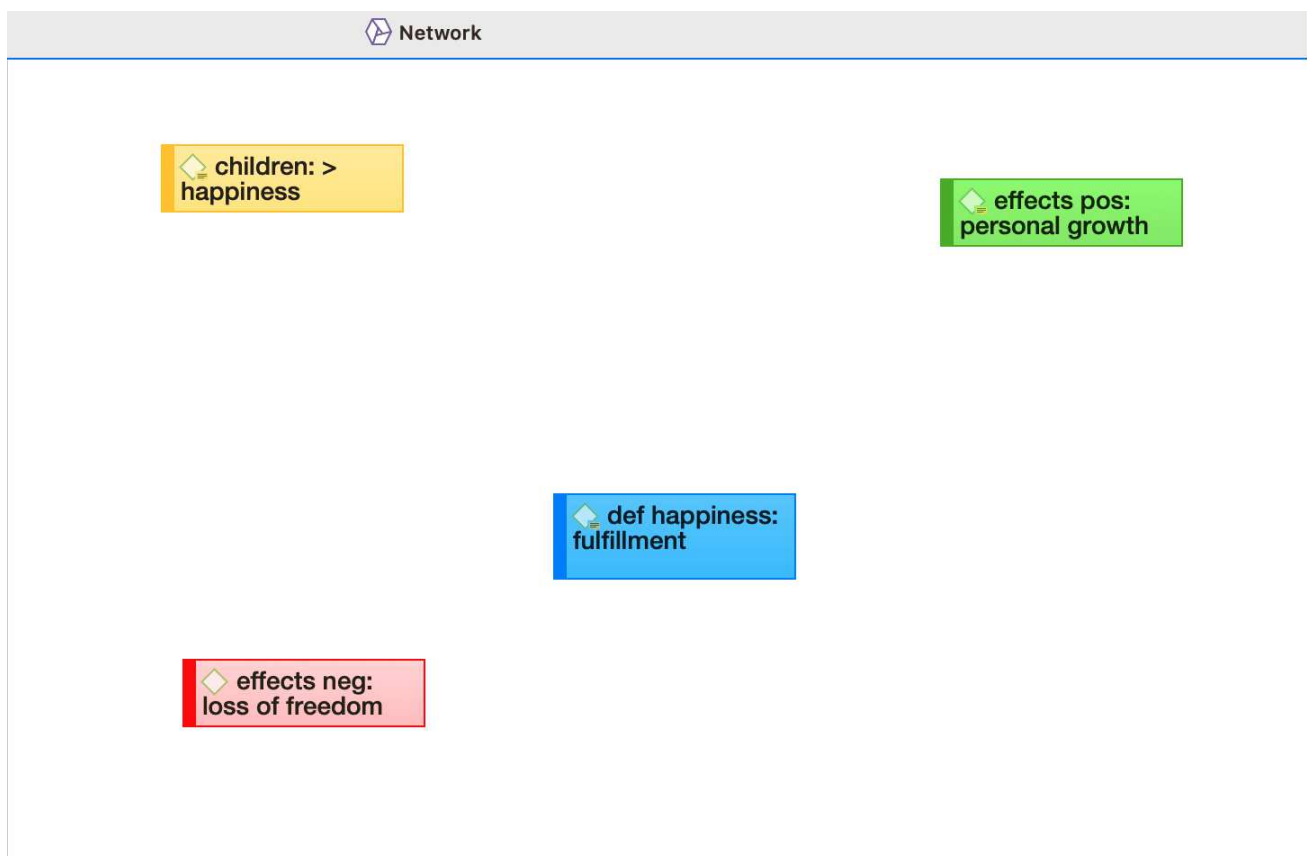 Network
children: >
happiness
effects pos:
personal growth
def happiness:
fulfillment
effects neg:
loss of freedom